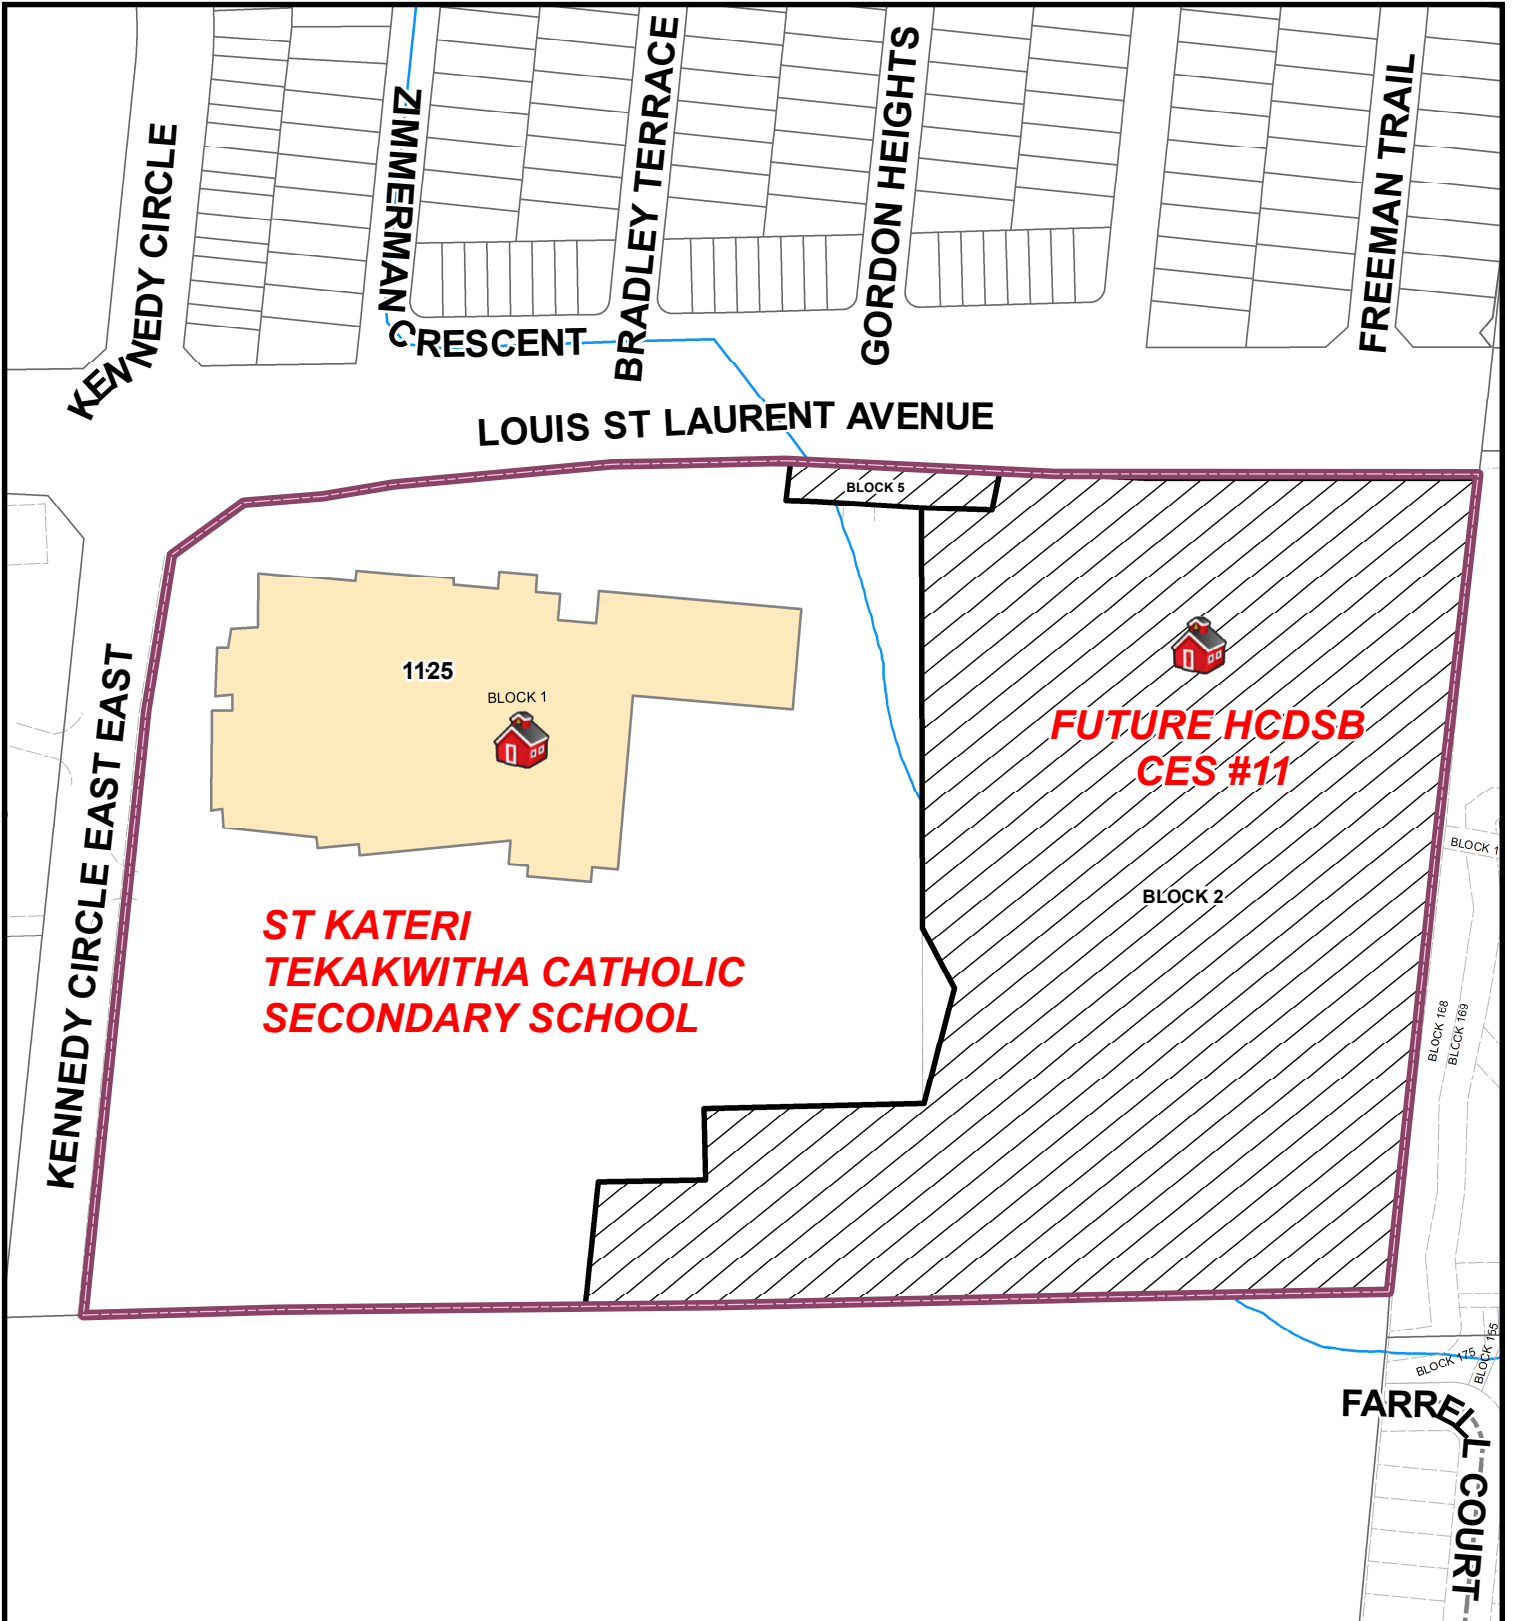 KENNEDY CIRCLE
ZIMMERMAN CRESCENT
BRADLEY TERRACE
GORDON HEIGHTS
FREEMAN TRAIL
LOUIS ST LAURENT AVENUE
BLOCK 5
1125
BLOCK 1
FUTURE HCDSB
CES #11
BLOCK 2
KENNEDY CIRCLE EAST EAST
ST KATERI
TEKAKWITHA CATHOLIC
SECONDARY SCHOOL
BLOCK 168
BLOCK 169
BLOCK 175
BLOCK 165
FARRELL COURT